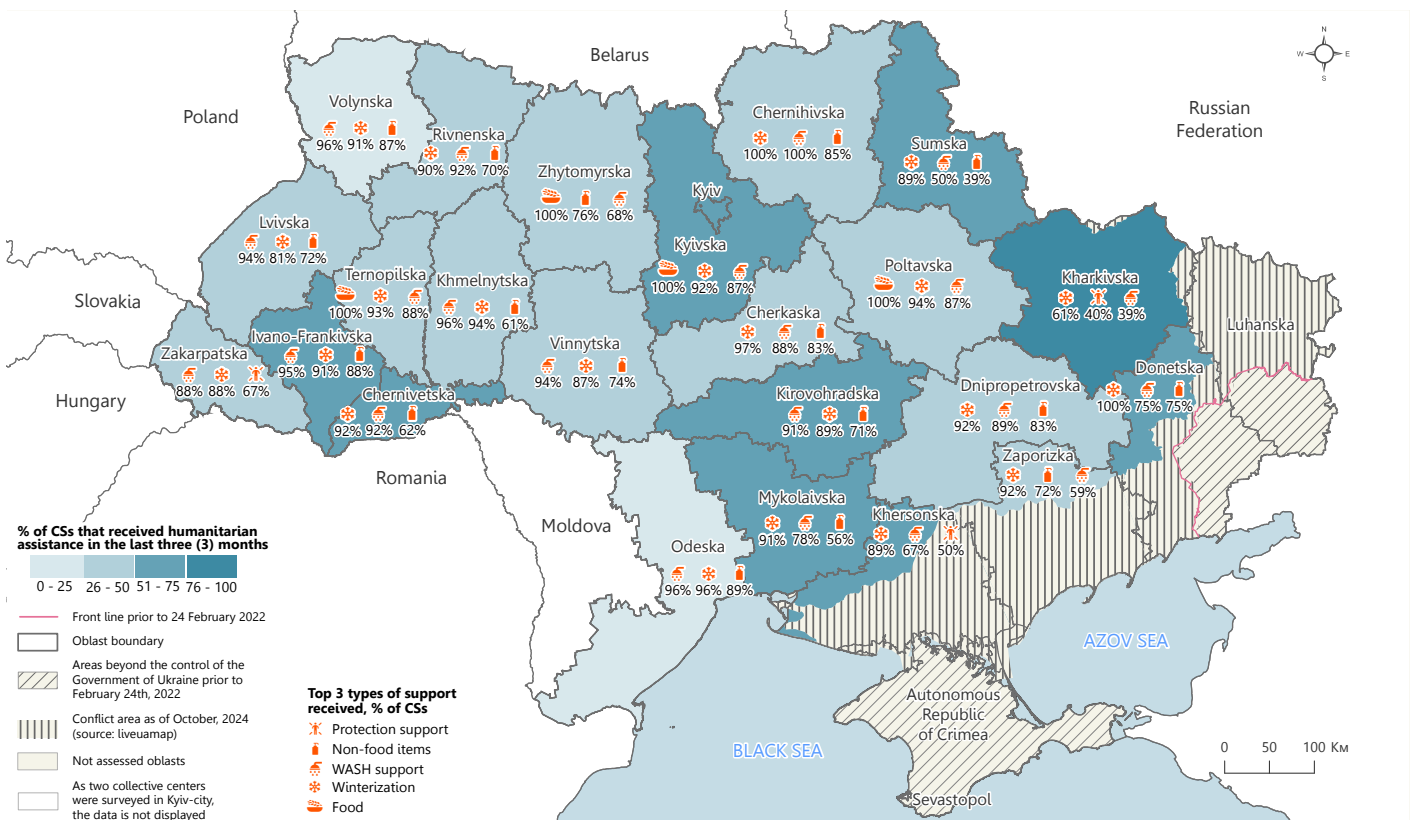 Belarus
N
W
E
S
Poland
Russian
Federation
Volynska
96% 91% 87%
Rivnenska
90% 92% 70%
Zhytomyrska
100% 76% 68%
Chernihivska
100% 100% 85%
Sumska
89% 50% 39%
Kyiv
Kyivska
100% 92% 87%
Lvivska
94% 81% 72%
Ternopilska
100% 93% 88%
Khmelnytska
96% 94% 61%
Poltavska
100% 94% 87%
Kharkivska
61% 40% 39%
Luhanska
Slovakia
Cherkaska
97% 88% 83%
Ivano-Frankivska
95% 91% 88%
Vinnytska
94% 87% 74%
Zakarpatska
88% 88% 67%
Donetska
100% 75% 75%
Hungary
Chernivetska
92% 92% 62%
Kirovohradska
91% 89% 71%
Dnipropetrovska
92% 89% 83%
Zaporizka
92% 72% 59%
Romania
Moldova
Mykolaivska
91% 78% 56%
Khersonska
89% 67% 50%
Odeska
96% 96% 89%
AZOV SEA
BLACK SEA
Autonomous
Republic
of Crimea
Sevastopol
% of CSs that received humanitarian
assistance in the last three (3) months
0 - 25 26 - 50 51 - 75 76 - 100
Front line prior to 24 February 2022
Oblast boundary
Areas beyond the control of the
Government of Ukraine prior to
February 24th, 2022
Conflict area as of October, 2024
(source: liveuamap)
Not assessed oblasts
As two collective centers
were surveyed in Kyiv-city,
the data is not displayed
Top 3 types of support
received, % of CSs
Protection support
Non-food items
WASH support
Winterization
Food
0 50 100 Км